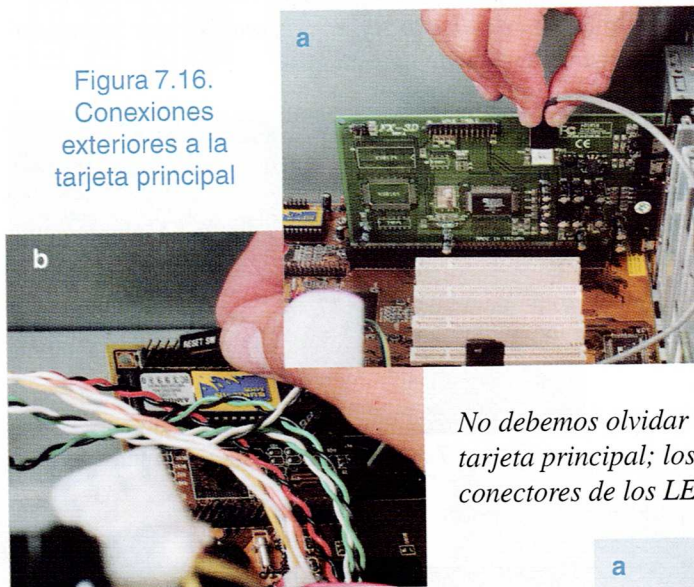 Figura 7.16.
Conexiones
exteriores a la
tarjeta principal
a
CE
b
RESET SW
No debemos olvidar
tarjeta principal; los
conectores de los LE
a